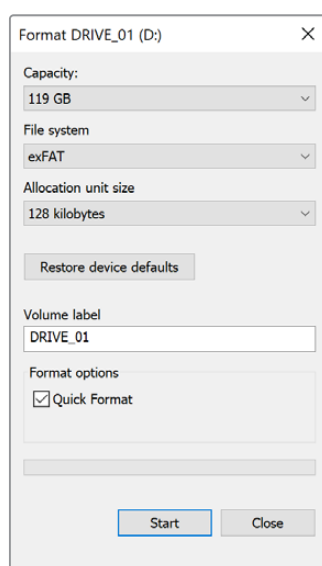 Format DRIVE_01 (D:)
Capacity:
119 GB
File system
exFAT
Allocation unit size
128 kilobytes
Restore device defaults
Volume label
DRIVE_01
Format options
Quick Format
Start Close